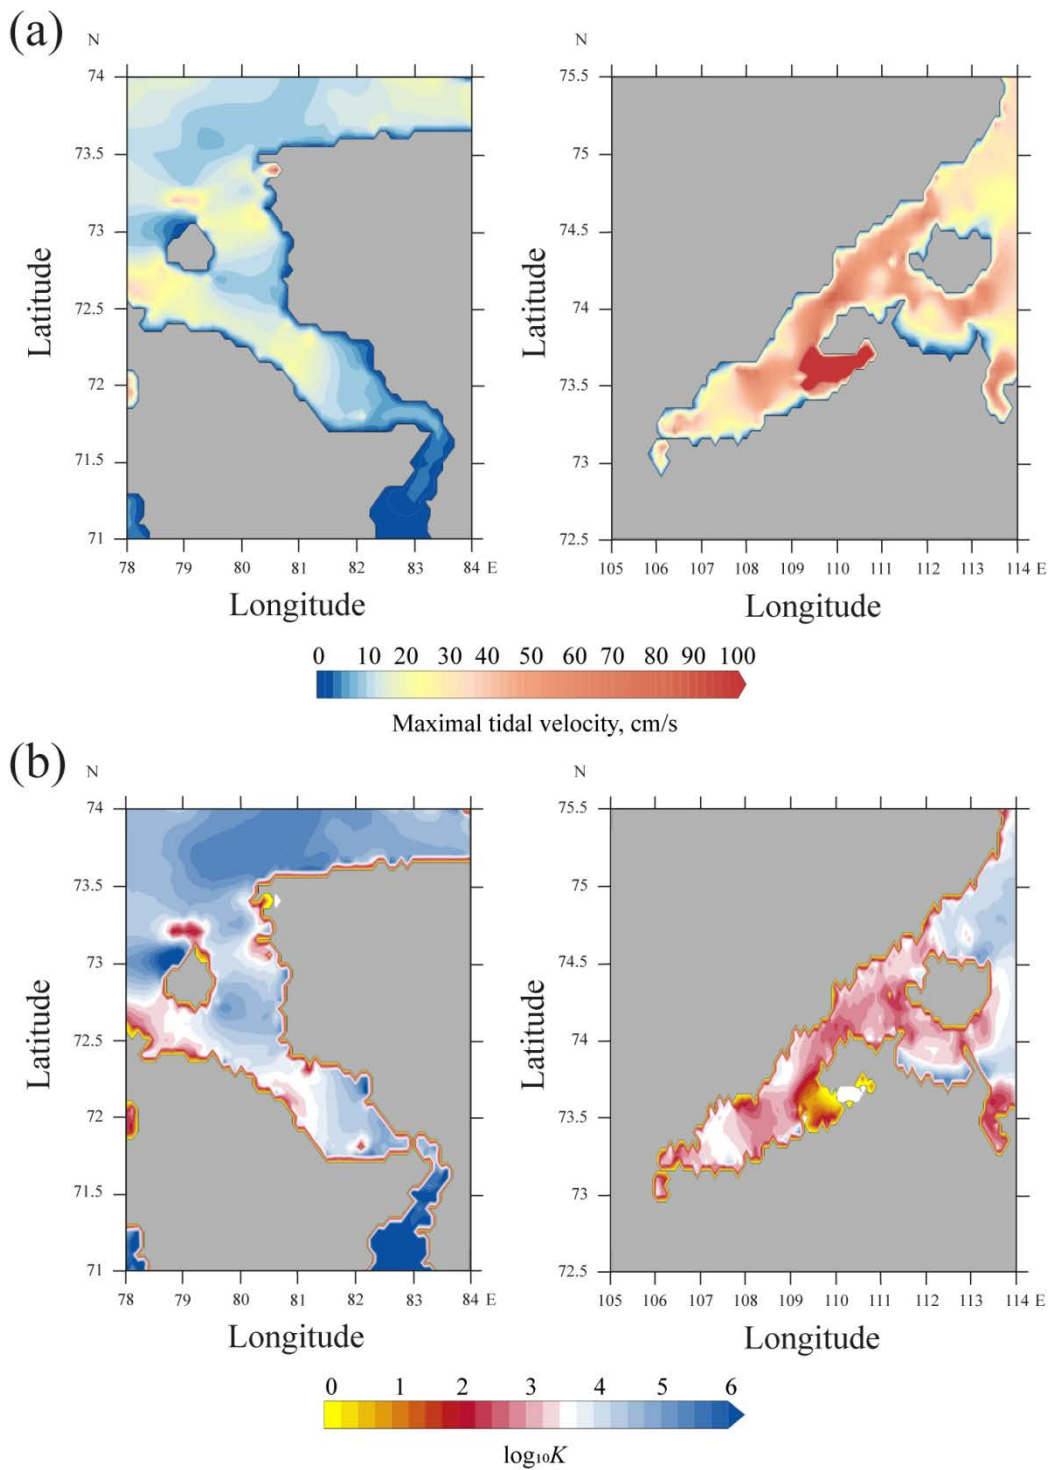 (a)
N
N
74
73.5
73
72.5
72
71.5
71
Latitude
78 79 80 81 82 83 84 E
Longitude
75.5
75
74.5
74
73.5
73
72.5
Latitude
105 106 107 108 109 110 111 112 113 114 E
Longitude
0 10 20 30 40 50 60 70 80 90 100
Maximal tidal velocity, cm/s
(b)
N
N
74
73.5
73
72.5
72
71.5
71
Latitude
78 79 80 81 82 83 84 E
Longitude
75.5
75
74.5
74
73.5
73
72.5
Latitude
105 106 107 108 109 110 111 112 113 114 E
Longitude
0 1 2 3 4 5 6
log₁₀K